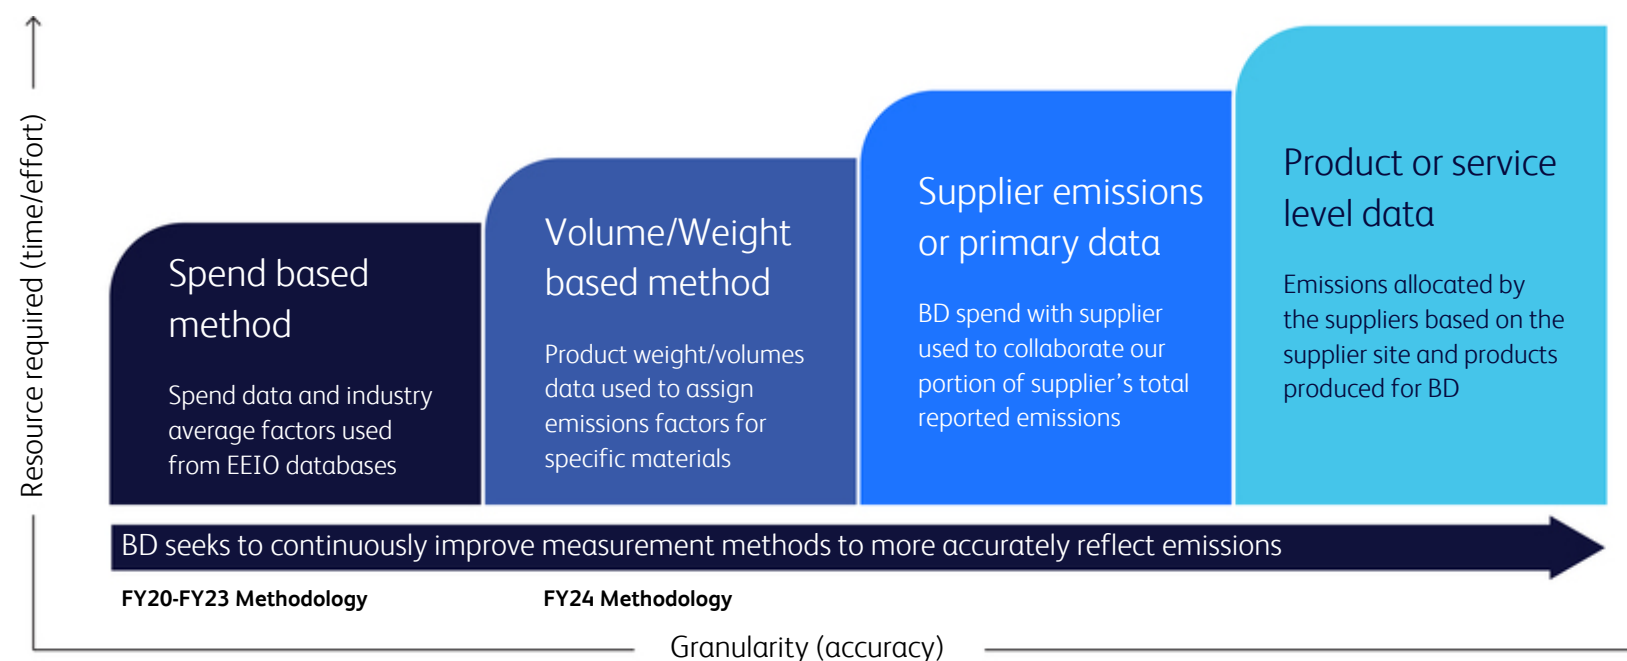 Resource required (time/effort)
Spend based
method
Spend data and industry
average factors used
from EEIO databases
Volume/Weight
based method
Product weight/volumes
data used to assign
emissions factors for
specific materials
Supplier emissions
or primary data
BD spend with supplier
used to collaborate our
portion of supplier’s total
reported emissions
Product or service
level data
Emissions allocated by
the suppliers based on the
supplier site and products
produced for BD
BD seeks to continuously improve measurement methods to more accurately reflect emissions
FY20-FY23 Methodology
FY24 Methodology
Granularity (accuracy)